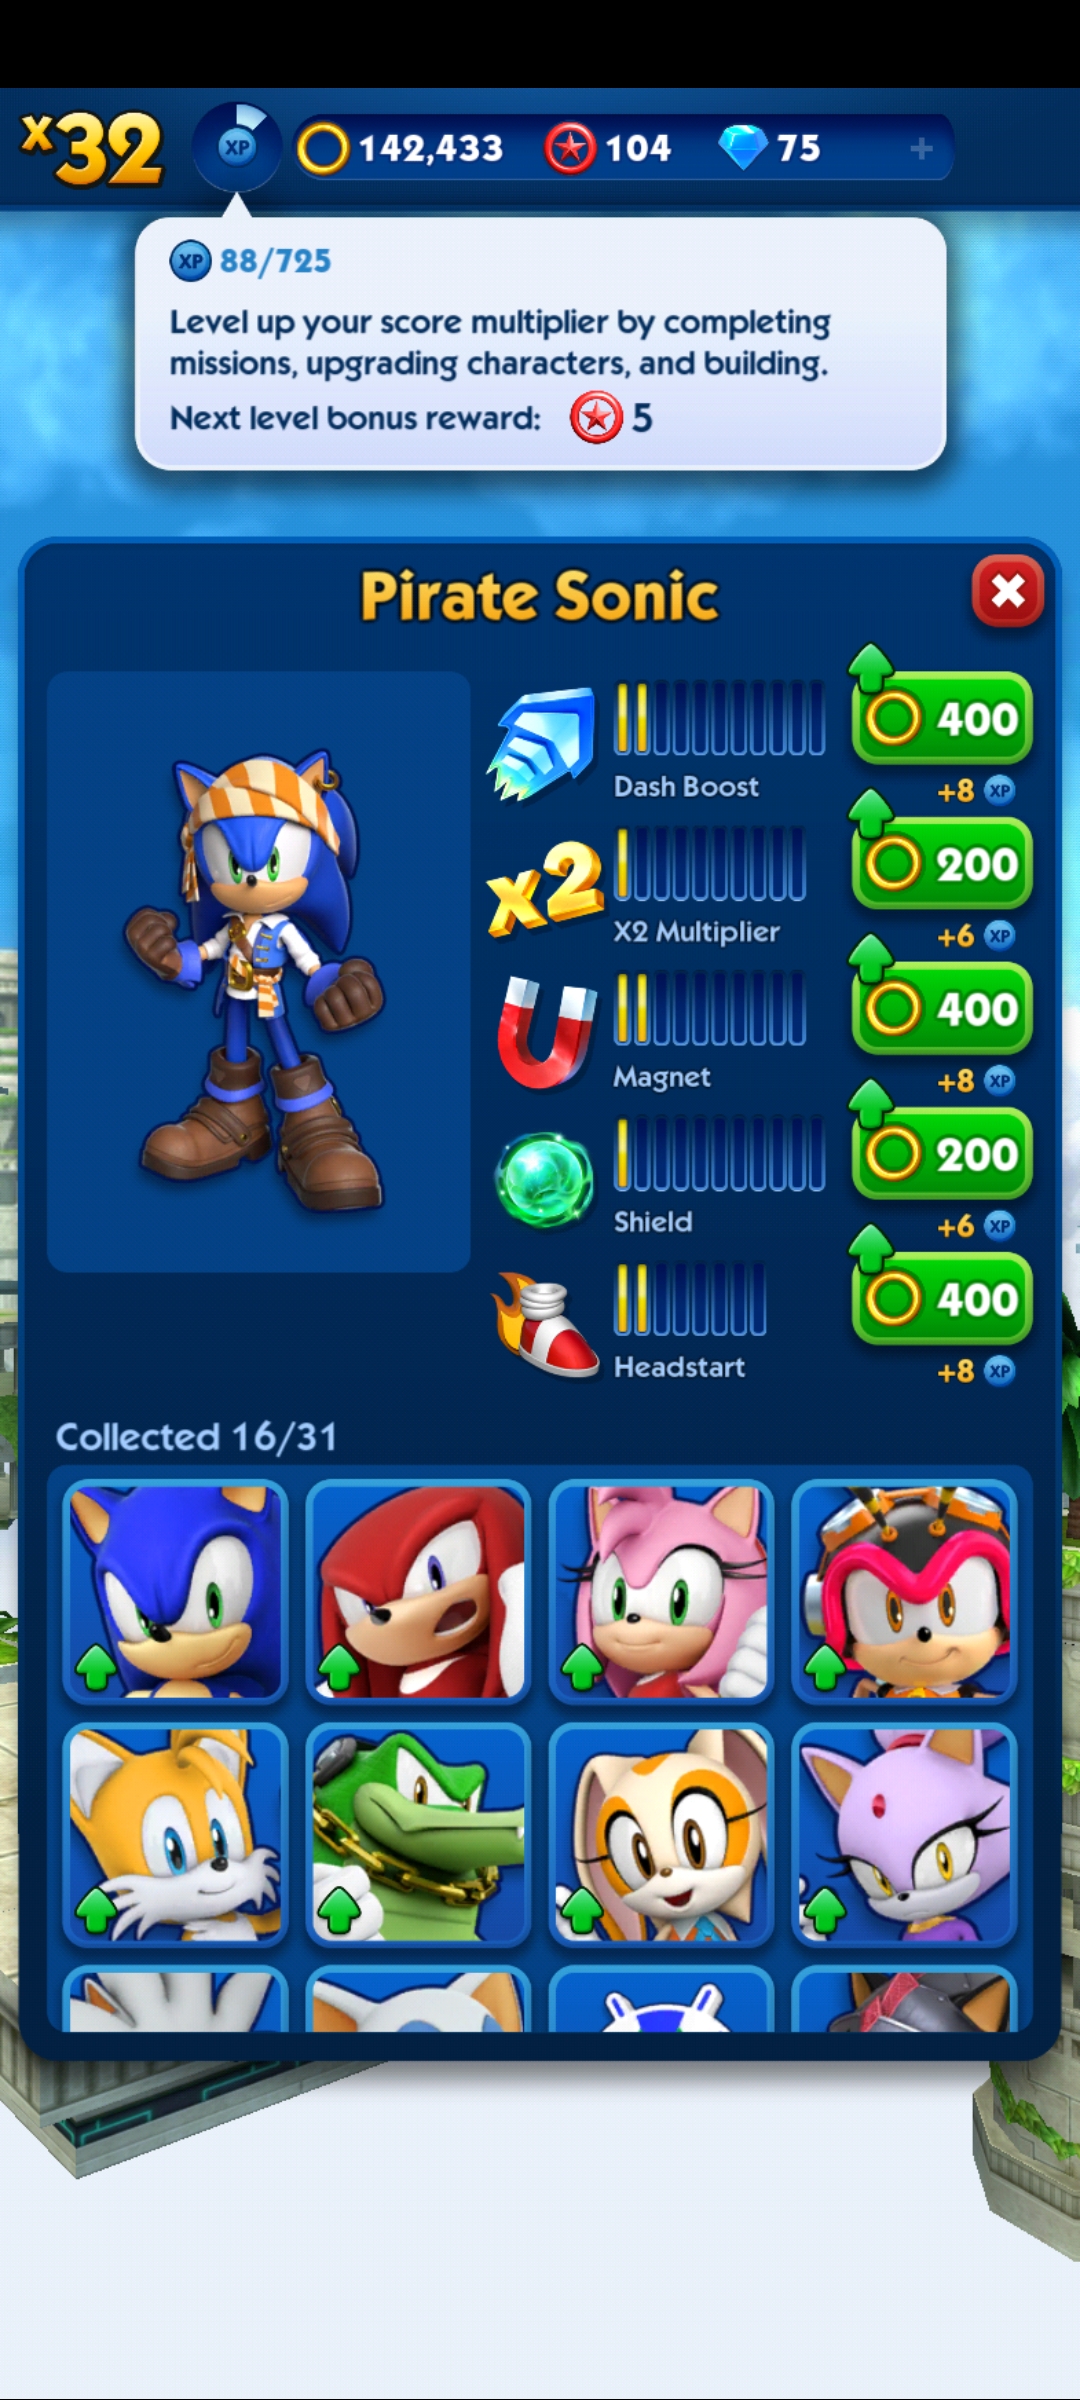 x32
XP
142,433
104
75
+
XP 88/725
Level up your score multiplier by completing
missions, upgrading characters, and building.
Next level bonus reward: 5
Pirate Sonic
400
Dash Boost
+8 XP
x2
200
X2 Multiplier
+6 XP
400
Magnet
+8 XP
200
Shield
+6 XP
400
Headstart
+8 XP
Collected 16/31